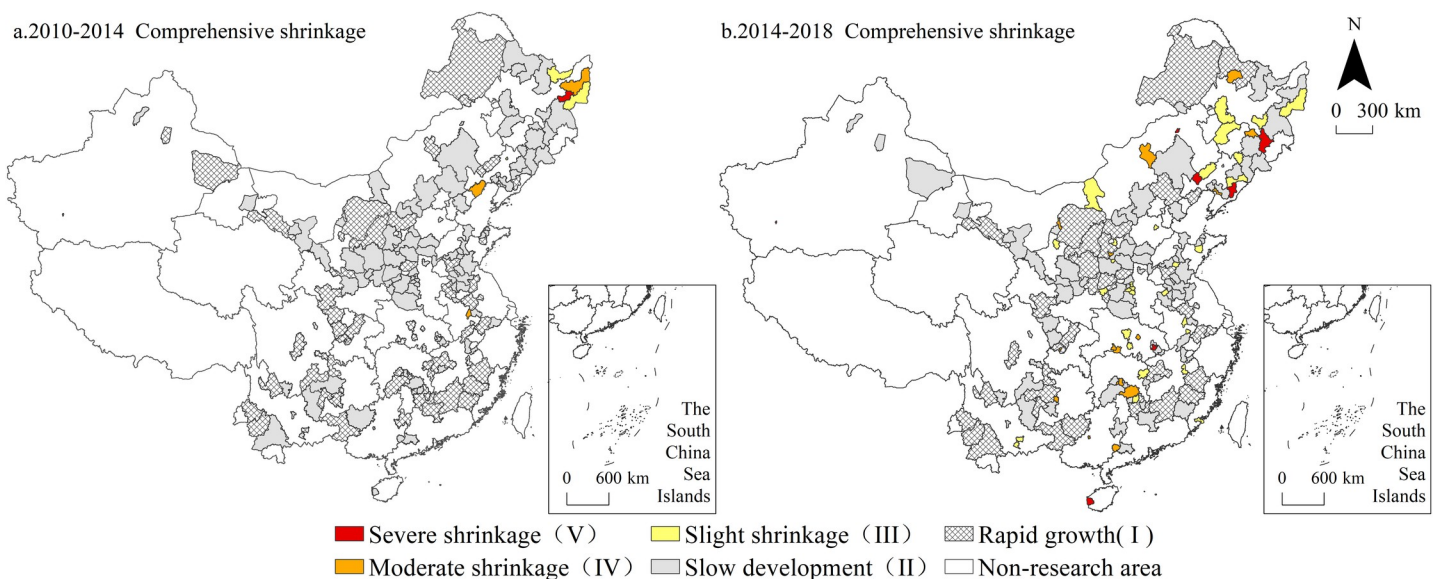 a.2010-2014 Comprehensive shrinkage
b.2014-2018 Comprehensive shrinkage
N
0 300 km
The
South
China
Sea
Islands
0 600 km
The
South
China
Sea
Islands
0 600 km
Severe shrinkage（V）
Slight shrinkage（III）
Rapid growth( I )
Moderate shrinkage（IV）
Slow development（II）
Non-research area